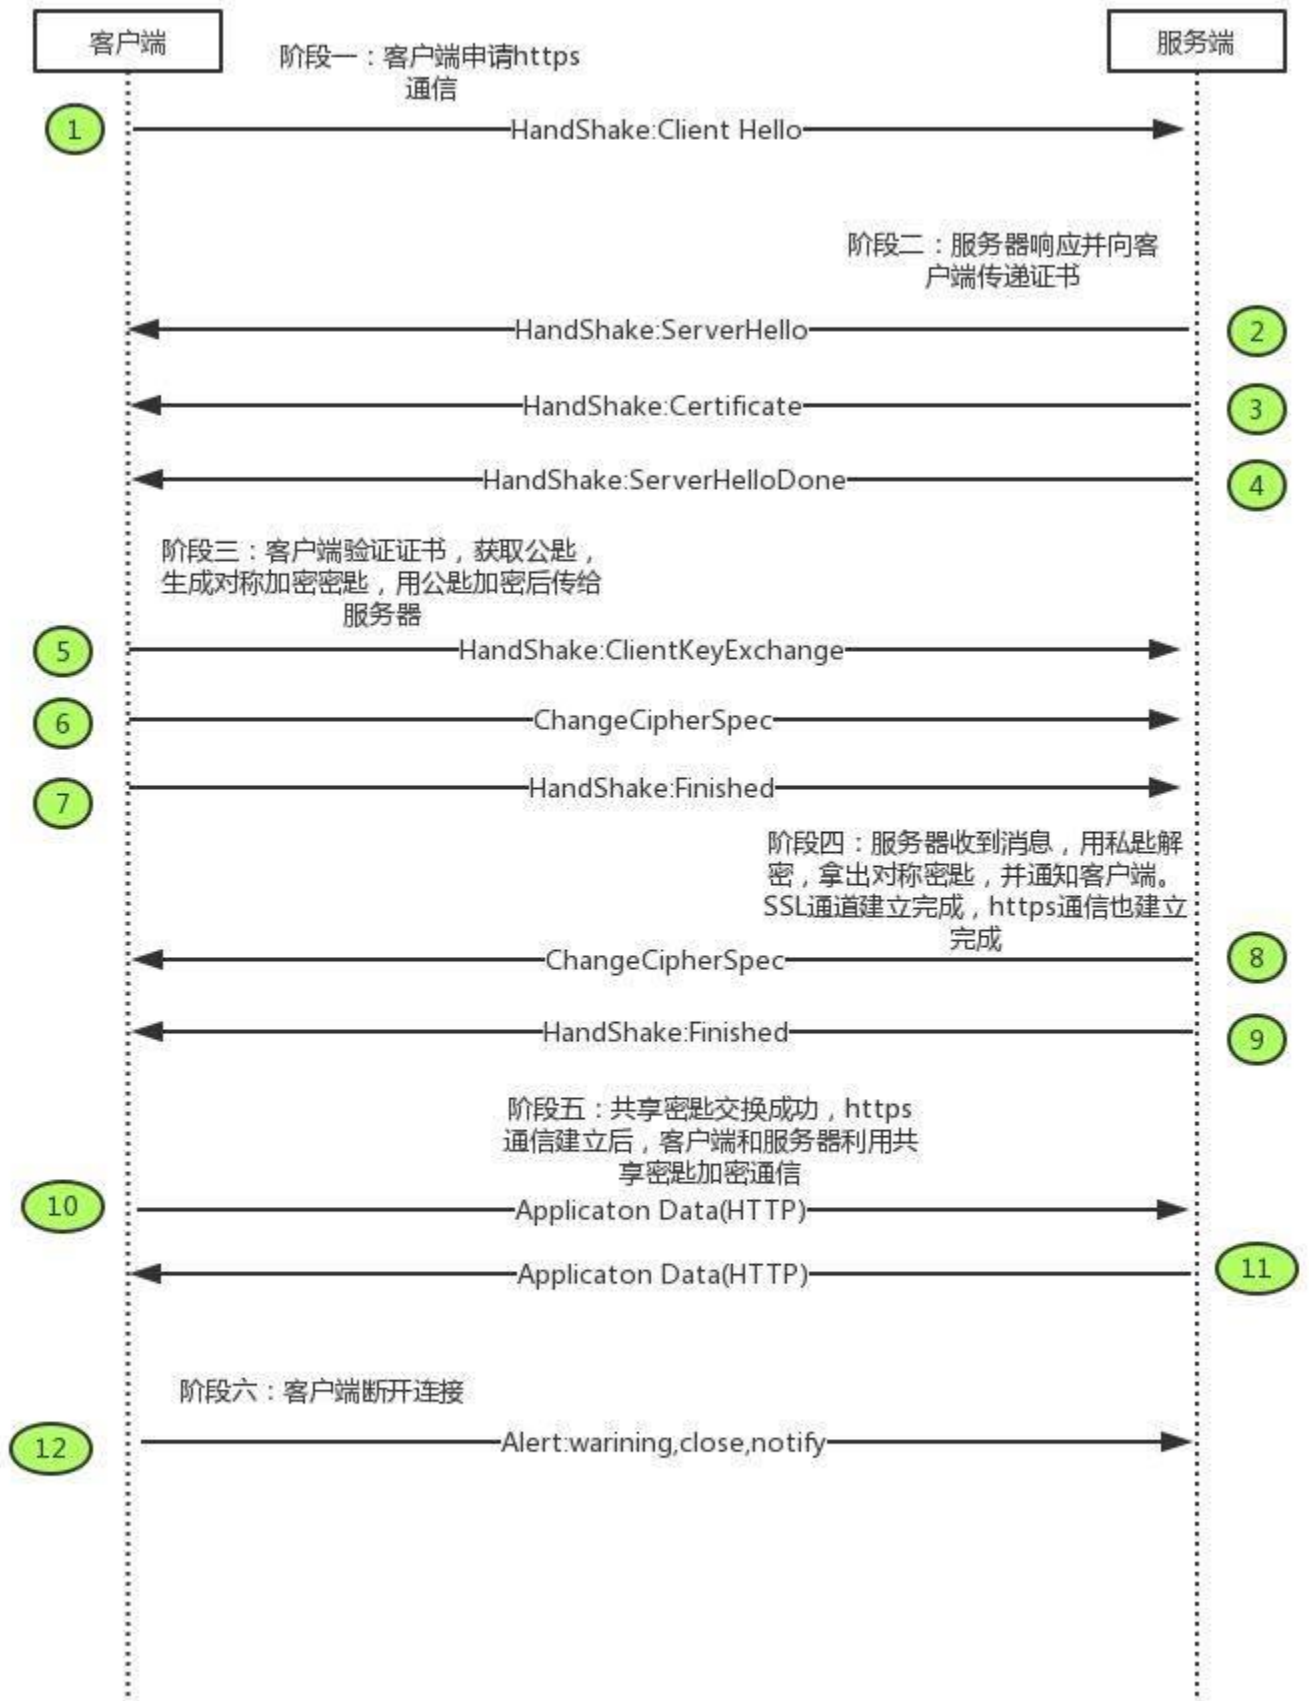 客户端
服务端
阶段一：客户端申请https
通信
1
HandShake:Client Hello
阶段二：服务器响应并向客
户端传递证书
HandShake:ServerHello
2
HandShake:Certificate
3
HandShake:ServerHelloDone
4
阶段三：客户端验证证书，获取公匙，
生成对称加密密匙，用公匙加密后传给
服务器
5
HandShake:ClientKeyExchange
6
ChangeCipherSpec
7
HandShake:Finished
阶段四：服务器收到消息，用私匙解
密，拿出对称密匙，并通知客户端。
SSL通道建立完成，https通信也建立
完成
ChangeCipherSpec
8
HandShake:Finished
9
阶段五：共享密匙交换成功，https
通信建立后，客户端和服务器利用共
享密匙加密通信
10
Applicaton Data(HTTP)
Applicaton Data(HTTP)
11
阶段六：客户端断开连接
12
Alert:warining,close,notify